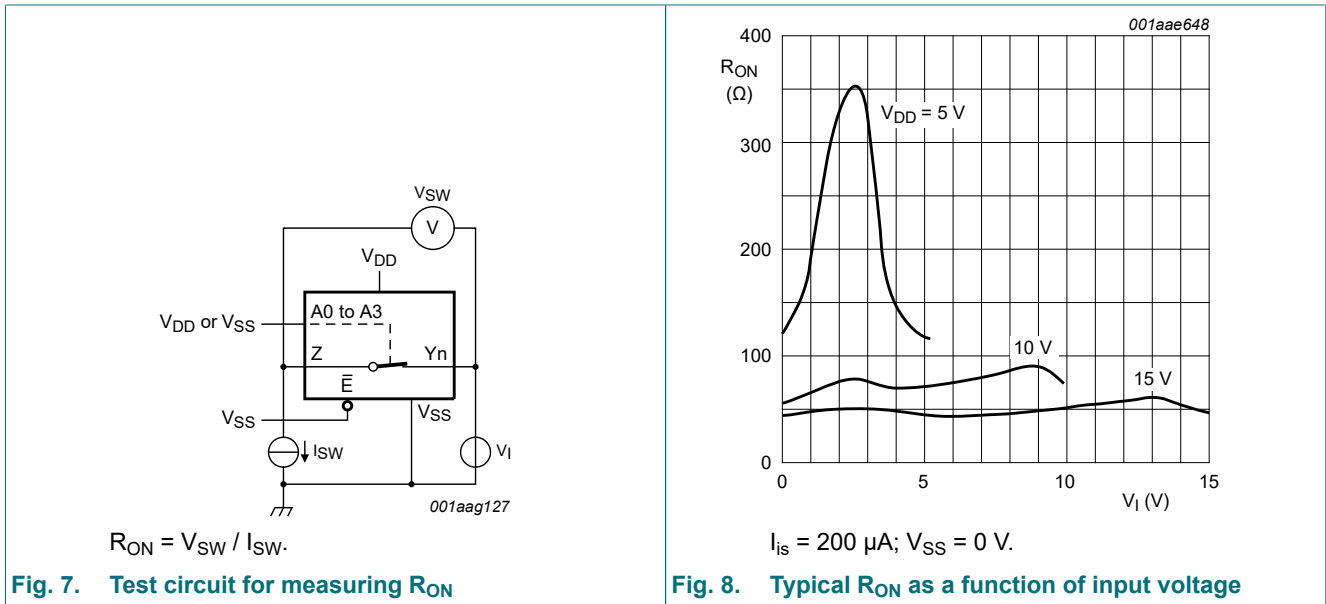 VSW
V
VDD
VDD or VSS
A0 to A3
Z
Yn
E̅
VSS
VSS
ISW
VI
001aag127
RON = VSW / ISW.
Fig. 7. Test circuit for measuring RON
001aae648
400
RON
(Ω)
VDD = 5 V
300
200
100
10 V
15 V
0
0
5
10
15
VI (V)
Iis = 200 µA; VSS = 0 V.
Fig. 8. Typical RON as a function of input voltage